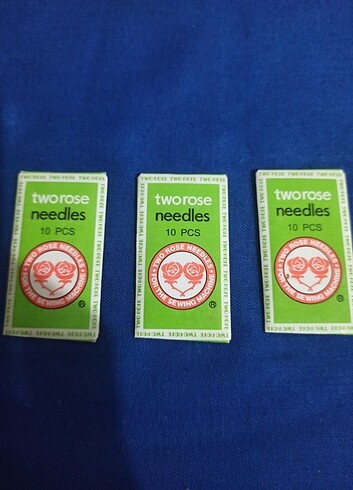 tworose
needles
10 PCS
TWO ROSE NEEDLES
FOR THE SEWING MACHINE
®
tworose
needles
10 PCS
TWO ROSE NEEDLES
FOR THE SEWING MACHINE
®
tworose
needles
10 PCS
TWO ROSE NEEDLES
FOR THE SEWING MACHINE
®